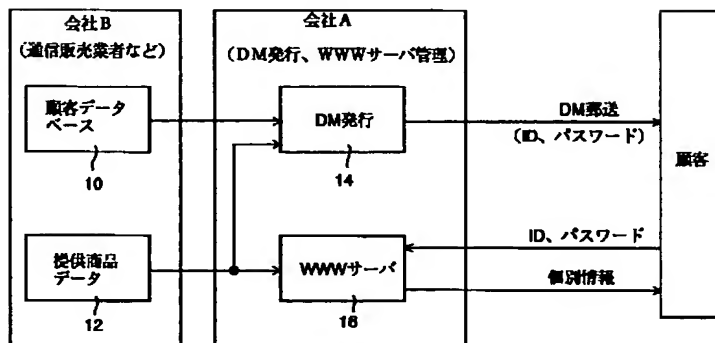 会社B
(通信販売業者など)
顧客データ
ベース
10
提供商品
データ
12
会社A
(DM発行、WWWサーバ管理)
DM発行
14
WWWサーバ
16
DM郵送
(ID、パスワード)
ID、パスワード
個別情報
顧客